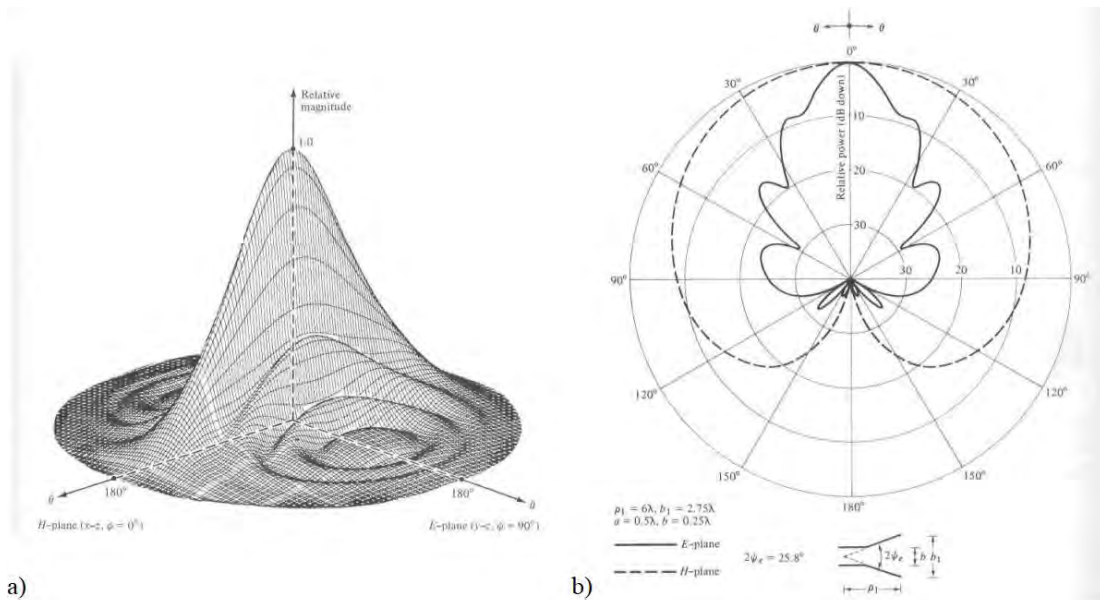 Relative
magnitude
1.0
θ
180°
H-plane (x-z, φ = 0°)
180°
θ
E-plane (y-z, φ = 90°)
a)
θ θ
0°
30° 30°
60° 60°
90°
120° 120°
150° 150°
180°
Relative power (dB down)
10
20
30
30 20 10
ρ₁ = 6λ, b₁ = 2.75λ
a = 0.5λ, b = 0.25λ
E-plane
H-plane
2ψₑ = 25.8°
2ψₑ b b₁
ρ₁
b)